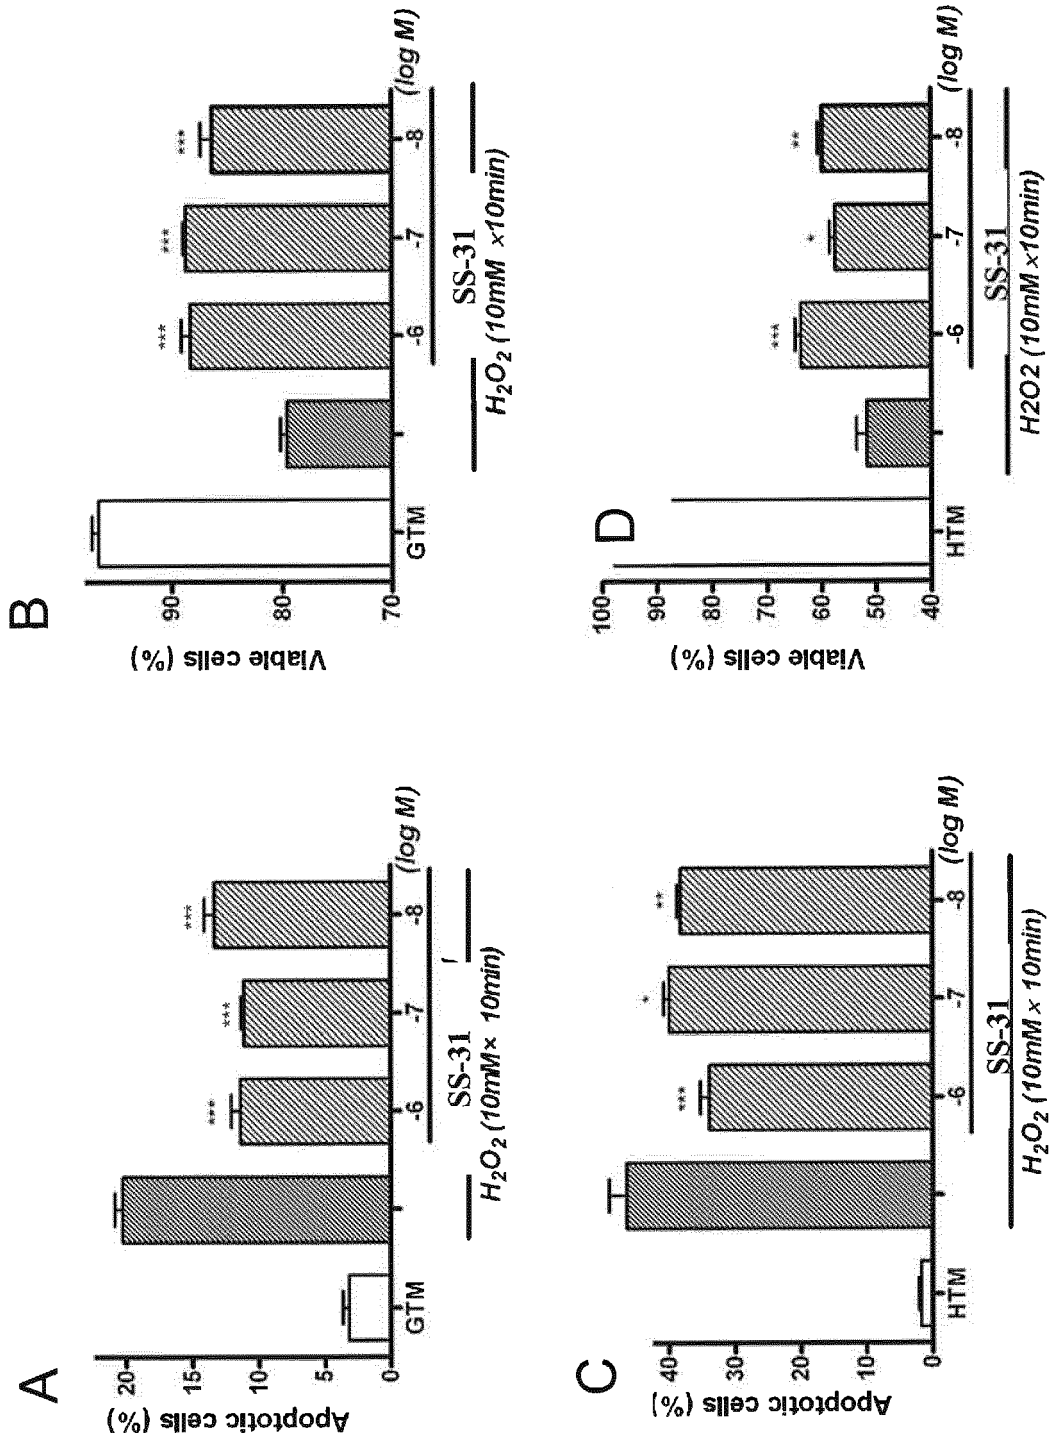 A
Apoptotic cells (%)
20
15
10
5
0
GTM
-6
-7
-8
(log M)
***
***
***
SS-31
H2O2 (10mM× 10min)
B
Viable cells (%)
90
80
70
GTM
-6
-7
-8
(log M)
***
***
***
SS-31
H2O2 (10mM ×10min)
C
Apoptotic cells (%)
40
30
20
10
0
HTM
-6
-7
-8
(log M)
***
*
**
SS-31
H2O2 (10mM × 10min)
D
Viable cells (%)
100
90
80
70
60
50
40
HTM
-6
-7
-8
(log M)
***
*
**
SS-31
H2O2 (10mM ×10min)